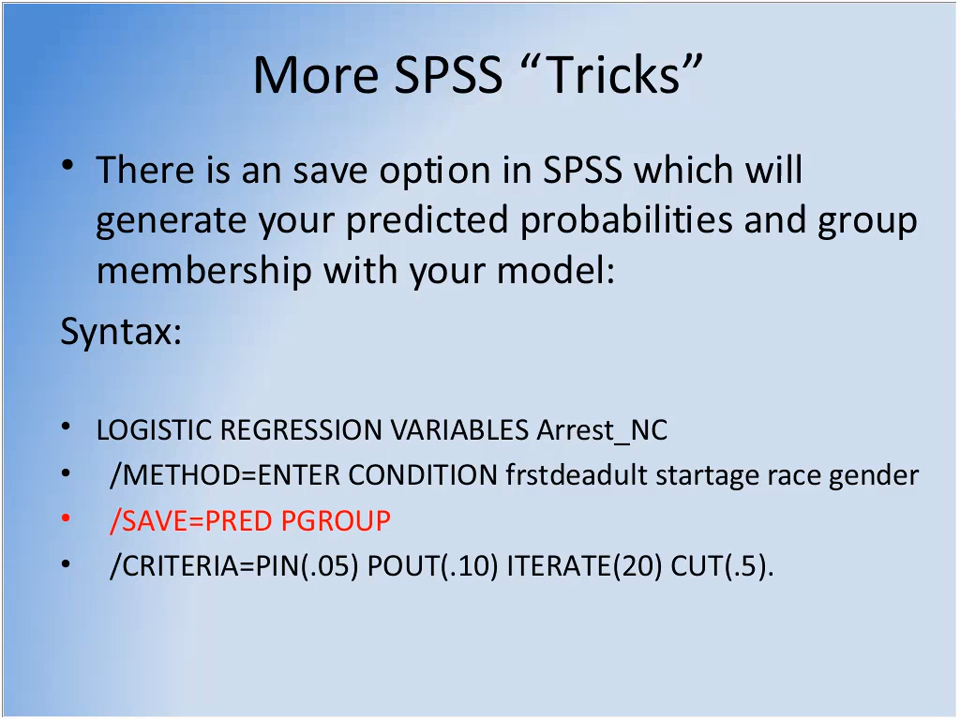 More SPSS “Tricks”
• There is an save option in SPSS which will
generate your predicted probabilities and group
membership with your model:
Syntax:
• LOGISTIC REGRESSION VARIABLES Arrest_NC
• /METHOD=ENTER CONDITION frstdeadult startage race gender
• /SAVE=PRED PGROUP
• /CRITERIA=PIN(.05) POUT(.10) ITERATE(20) CUT(.5).